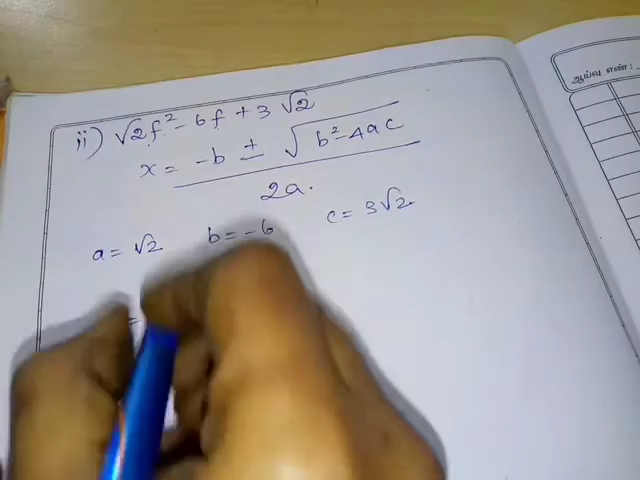 ii) √2f² - 6f + 3√2
x = -b ± √b² - 4ac
2a.
a = √2 b = -6 c = 3√2.
=
ஆய்வு எண் :